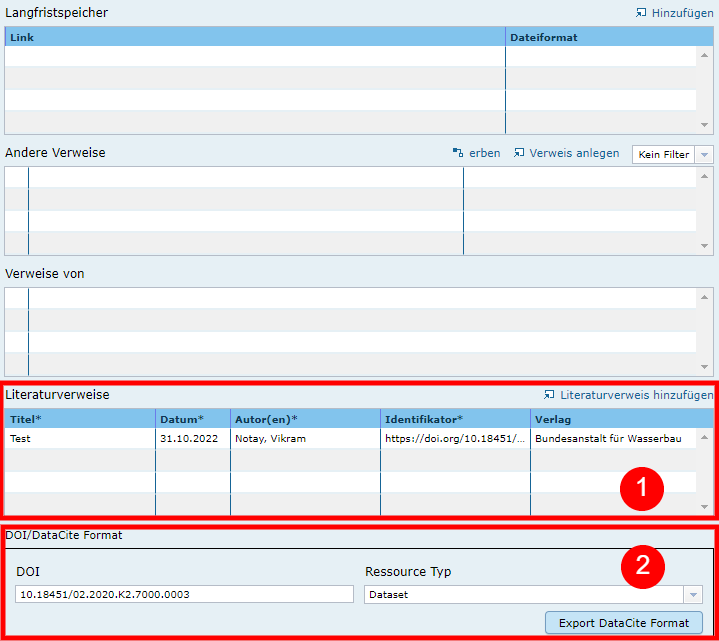 Langfristspeicher Hinzufügen
Link Dateiformat
Andere Verweise erben Verweis anlegen Kein Filter
Verweise von
Literaturverweise Literaturverweis hinzufügen
Titel* Datum* Autor(en)* Identifikator* Verlag
Test 31.10.2022 Notay, Vikram https://doi.org/10.18451/... Bundesanstalt für Wasserbau
1
DOI/DataCite Format
2
DOI Ressource Typ
10.18451/02.2020.K2.7000.0003 Dataset
Export DataCite Format